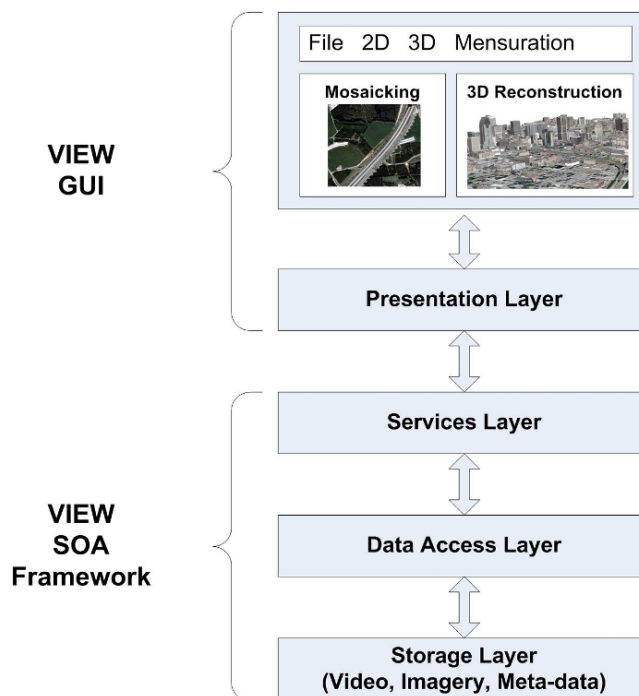 File 2D 3D Mensuration
Mosaicking
3D Reconstruction
VIEW
GUI
Presentation Layer
Services Layer
VIEW
SOA
Framework
Data Access Layer
Storage Layer
(Video, Imagery, Meta-data)